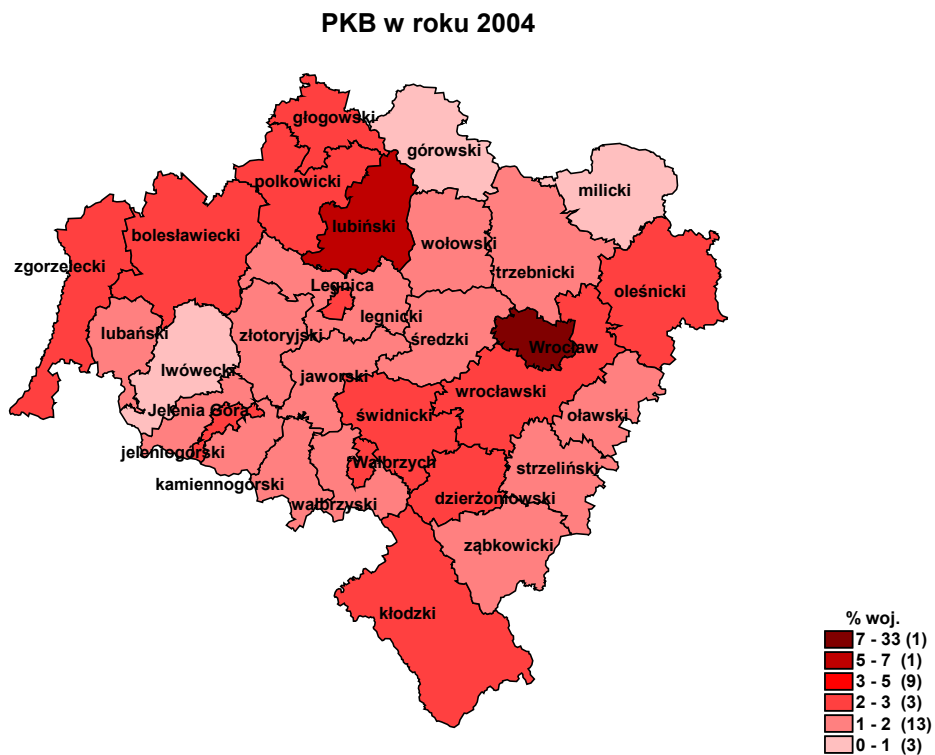 PKB w roku 2004
głogowski
górowski
polkowicki
milicki
lubiński
bolesławiecki
wołowski
zgorzelecki
trzebnicki
Legnica
oleśnicki
legnicki
lubański
złotoryjski
średzki
Wrocław
lwówecki
jaworski
wrocławski
Jelenia Góra
świdnicki
oławski
jeleniogórski
Walbrzych
strzeliński
kamiennogórski
walbrzyski
dzierżoniowski
ząbkowicki
kłodzki
% woj.
7 - 33 (1)
5 - 7 (1)
3 - 5 (9)
2 - 3 (3)
1 - 2 (13)
0 - 1 (3)